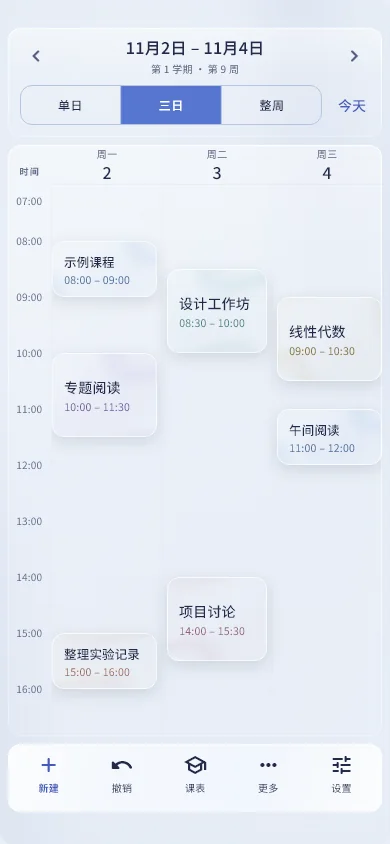 11月2日 – 11月4日
第 1 学期 · 第 9 周
单日 三日 整周 今天
时间 周一 周二 周三
2 3 4
07:00
08:00
示例课程
08:00 – 09:00
设计工作坊
08:30 – 10:00
09:00
线性代数
09:00 – 10:30
10:00
专题阅读
10:00 – 11:30
11:00
午间阅读
11:00 – 12:00
12:00
13:00
14:00
项目讨论
14:00 – 15:30
15:00
整理实验记录
15:00 – 16:00
16:00
新建 撤销 课表 更多 设置